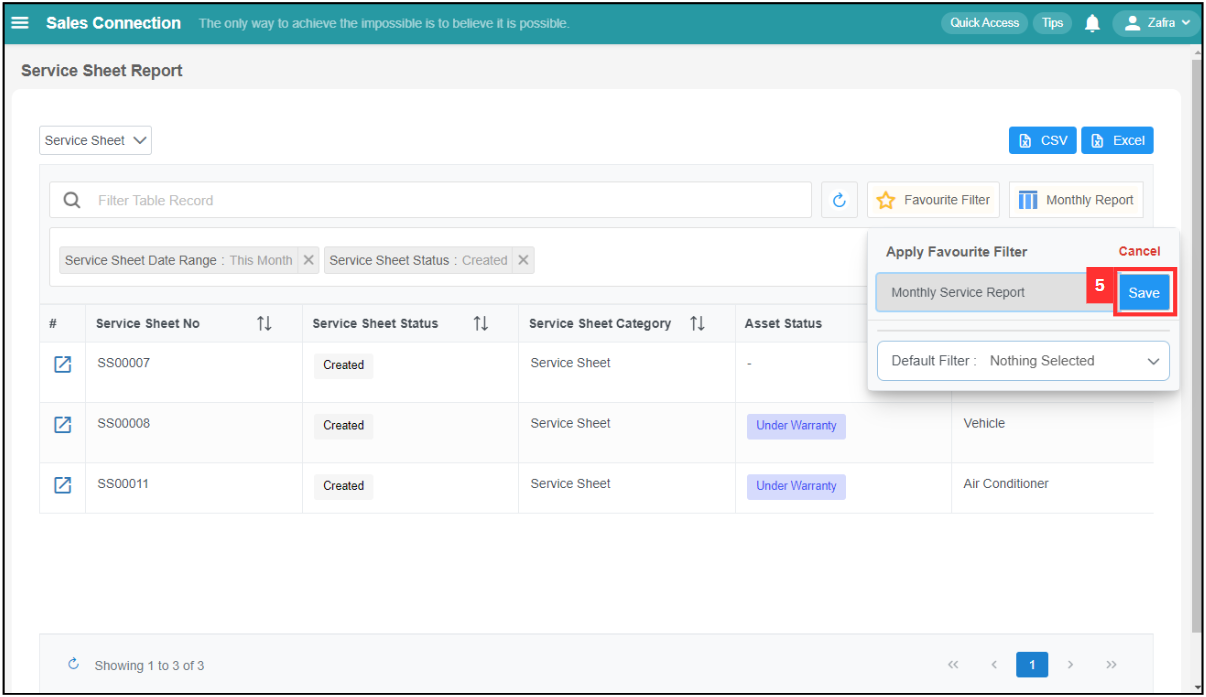 Sales Connection The only way to achieve the impossible is to believe it is possible. Quick Access Tips Zafra
Service Sheet Report
Service Sheet CSV Excel
Filter Table Record Favourite Filter Monthly Report
Service Sheet Date Range : This Month Service Sheet Status : Created
Apply Favourite Filter Cancel
Monthly Service Report 5 Save
Default Filter : Nothing Selected
# Service Sheet No Service Sheet Status Service Sheet Category Asset Status
SS00007 Created Service Sheet -
SS00008 Created Service Sheet Under Warranty Vehicle
SS00011 Created Service Sheet Under Warranty Air Conditioner
Showing 1 to 3 of 3 << < 1 > >>